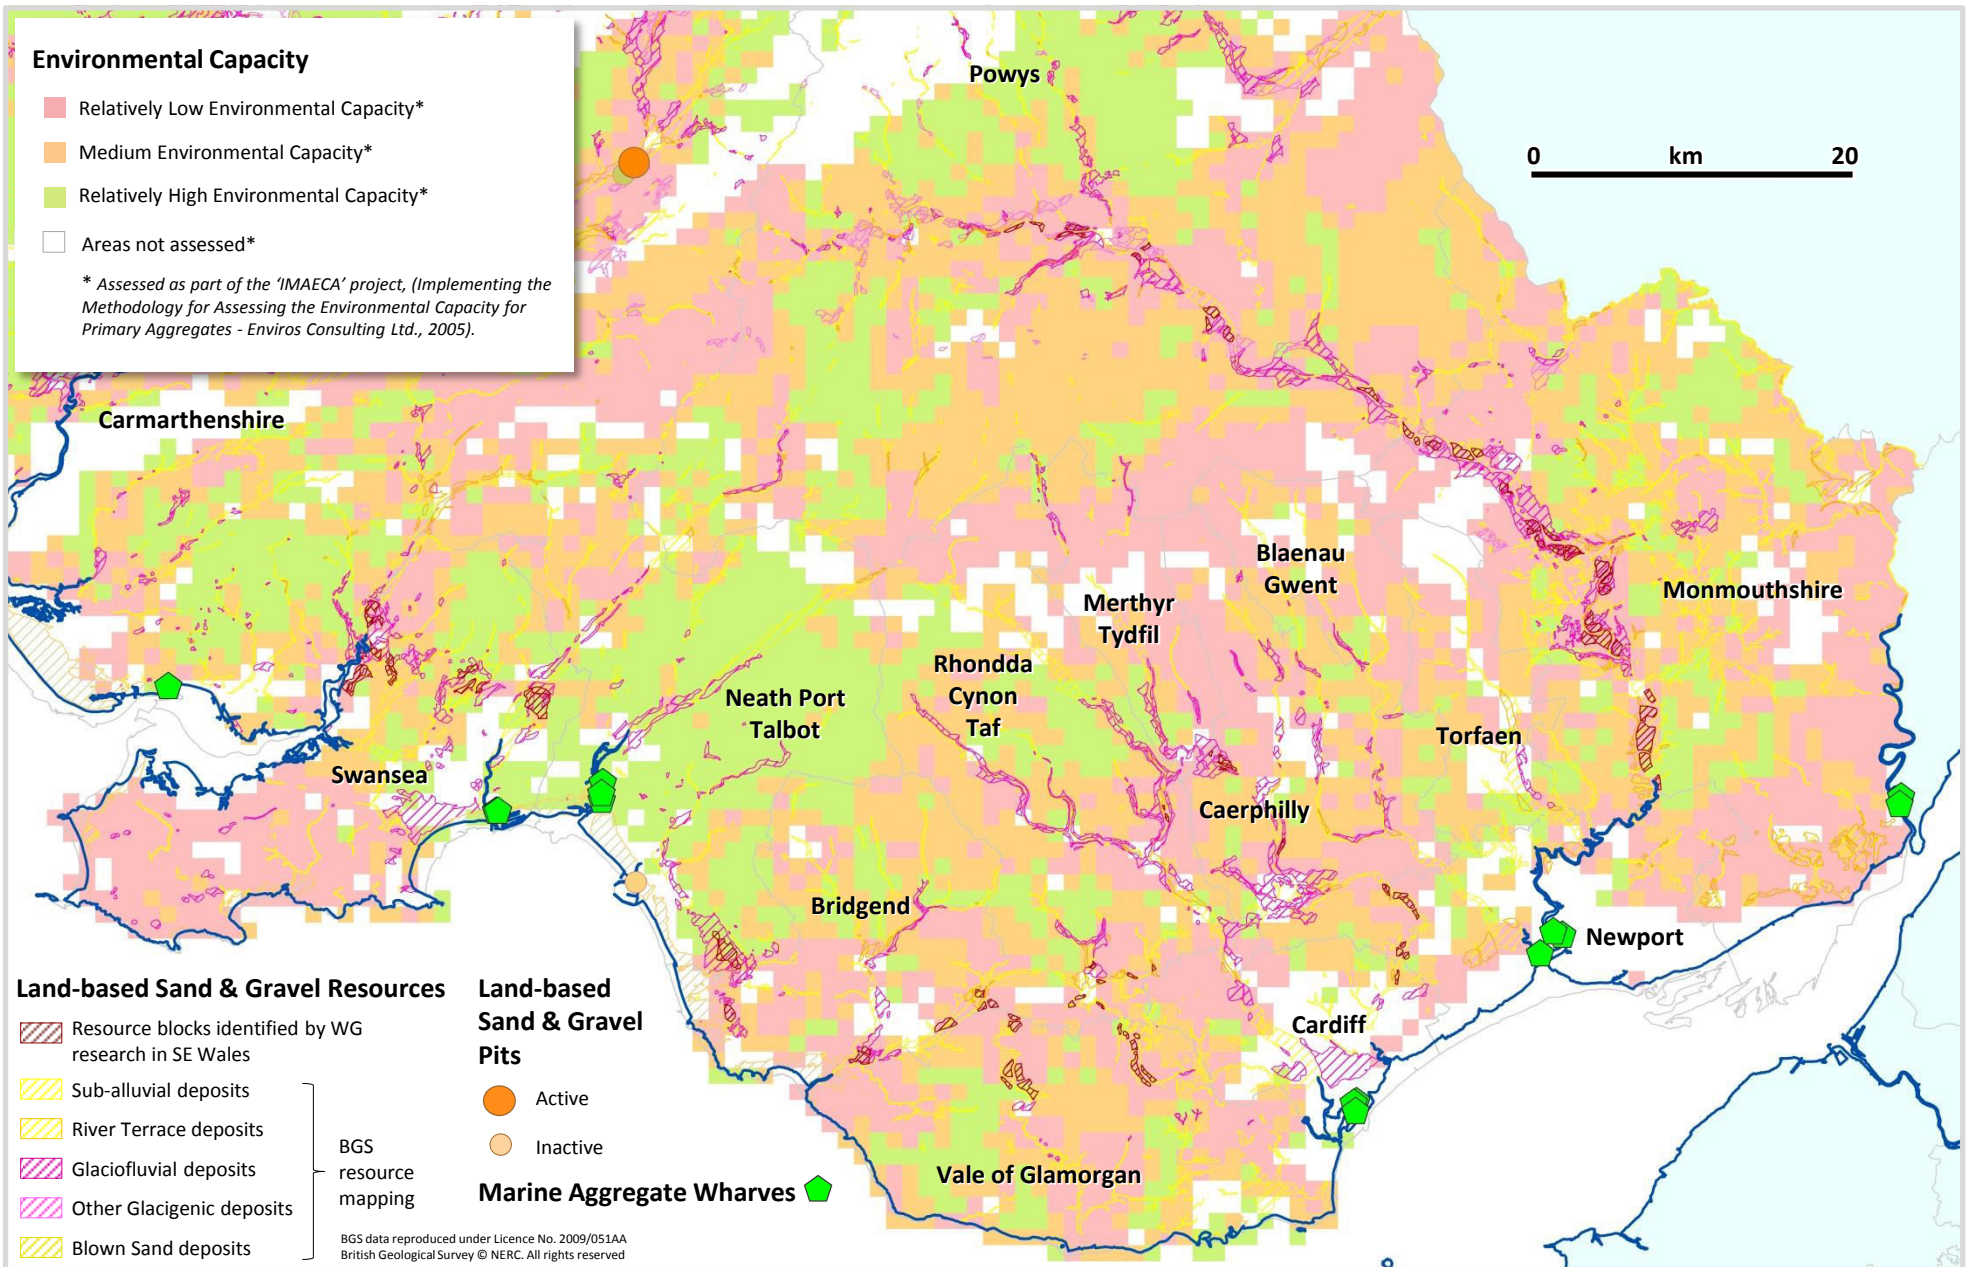 Environmental Capacity
Relatively Low Environmental Capacity*
Medium Environmental Capacity*
Relatively High Environmental Capacity*
Areas not assessed*
* Assessed as part of the ‘IMAECA’ project, (Implementing the
Methodology for Assessing the Environmental Capacity for
Primary Aggregates - Enviros Consulting Ltd., 2005).
Powys
0 km 20
Carmarthenshire
Blaenau
Gwent
Monmouthshire
Merthyr
Tydfil
Rhondda
Cynon
Taf
Neath Port
Talbot
Torfaen
Swansea
Caerphilly
Bridgend
Newport
Cardiff
Vale of Glamorgan
Land-based Sand & Gravel Resources
Resource blocks identified by WG
research in SE Wales
Sub-alluvial deposits
River Terrace deposits
Glaciofluvial deposits
Other Glacigenic deposits
Blown Sand deposits
BGS
resource
mapping
Land-based
Sand & Gravel
Pits
Active
Inactive
Marine Aggregate Wharves
BGS data reproduced under Licence No. 2009/051AA
British Geological Survey © NERC. All rights reserved